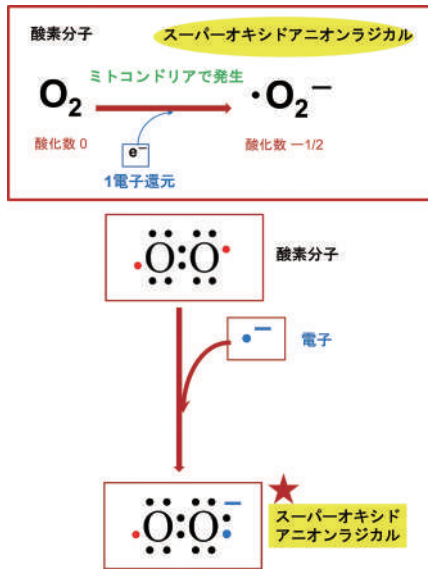 酸素分子
スーパーオキシドアニオンラジカル
ミトコンドリアで発生
O₂
・O₂⁻
酸化数 0
酸化数 ー1/2
e⁻
1電子還元
O:O
酸素分子
電子
O:O
スーパーオキシド
アニオンラジカル